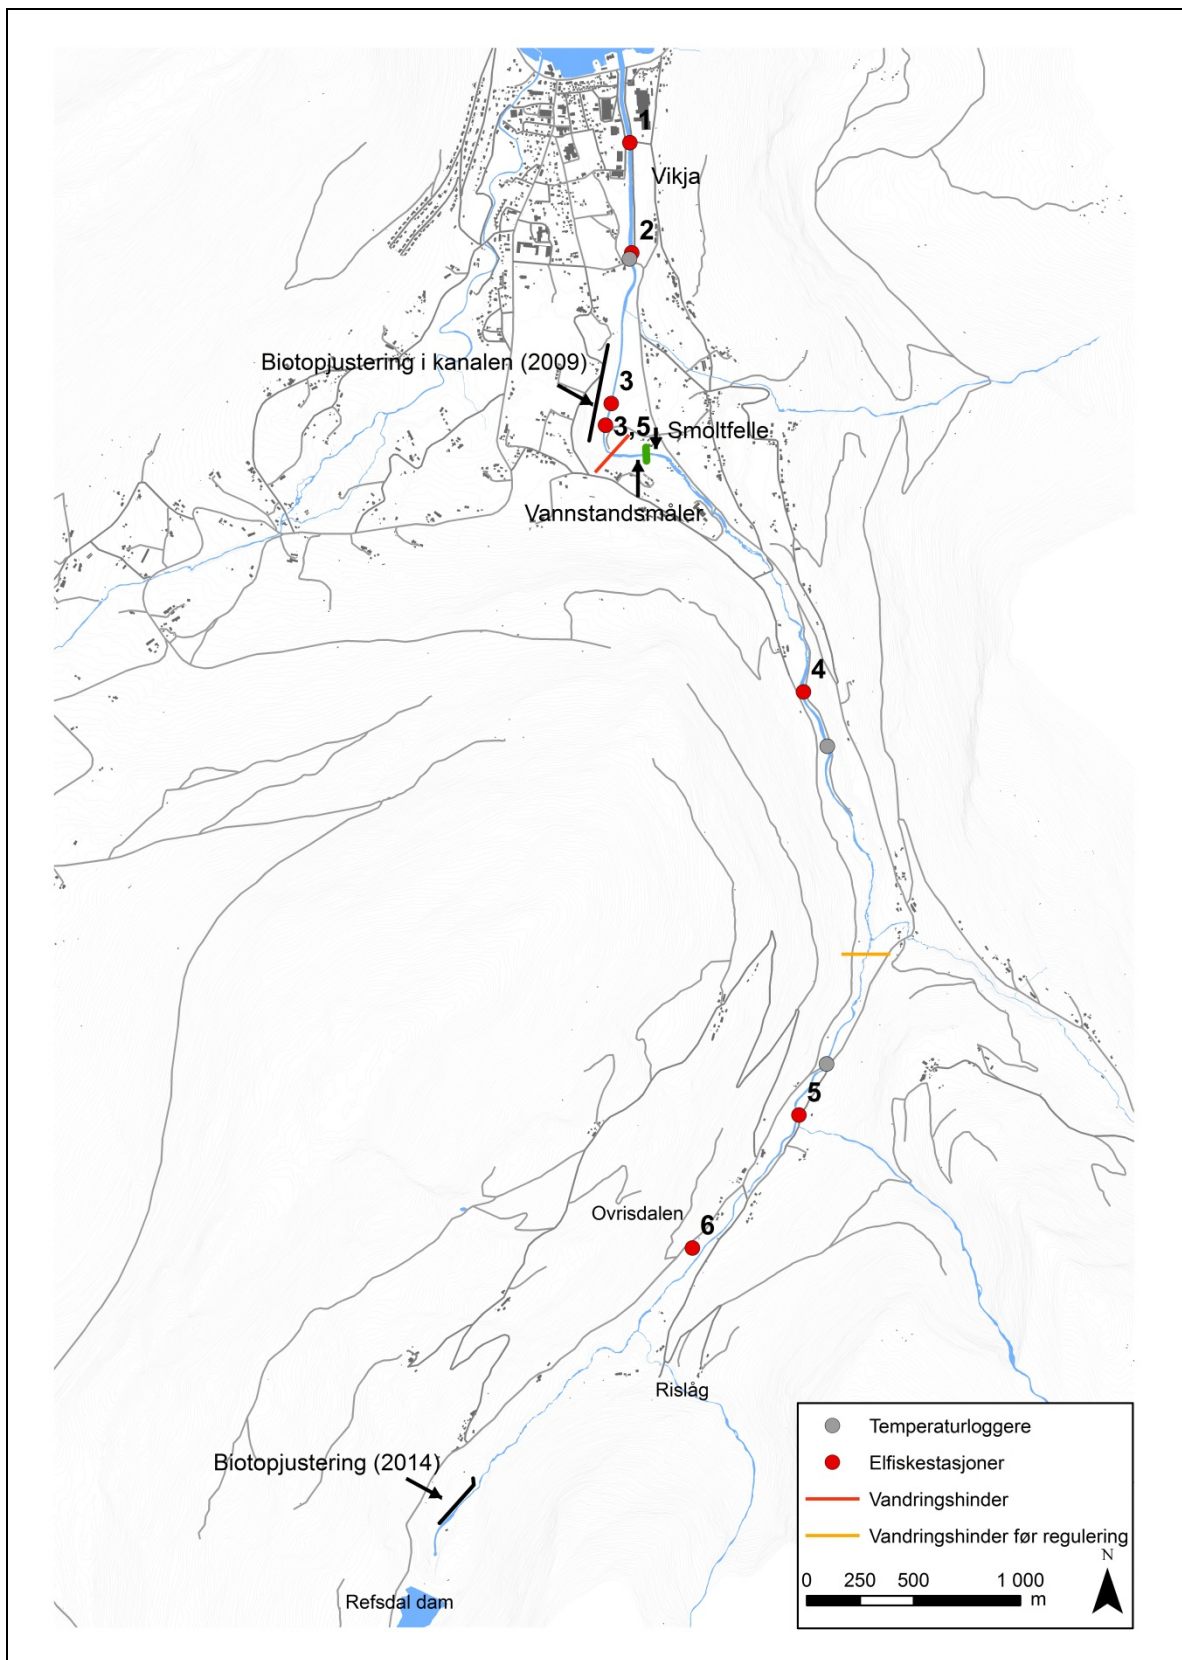 1
Vikja
2
Biotopjustering i kanalen (2009)
3
3,5
Smoltfelle
Vannstandsmåler
4
5
Ovrisdalen
6
Rislåg
Biotopjustering (2014)
Refsdal dam
Temperaturloggere
Elfiskestasjoner
Vandringshinder
Vandringshinder før regulering
N
0 250 500 1 000
m